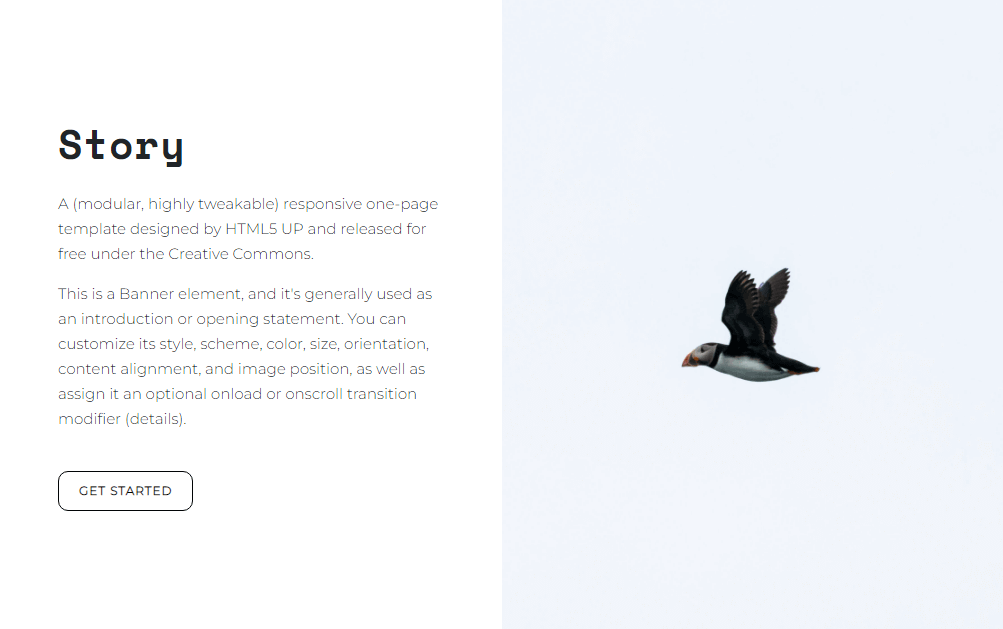 Story
A (modular, highly tweakable) responsive one-page
template designed by HTML5 UP and released for
free under the Creative Commons.
This is a Banner element, and it's generally used as
an introduction or opening statement. You can
customize its style, scheme, color, size, orientation,
content alignment, and image position, as well as
assign it an optional onload or onscroll transition
modifier (details).
GET STARTED